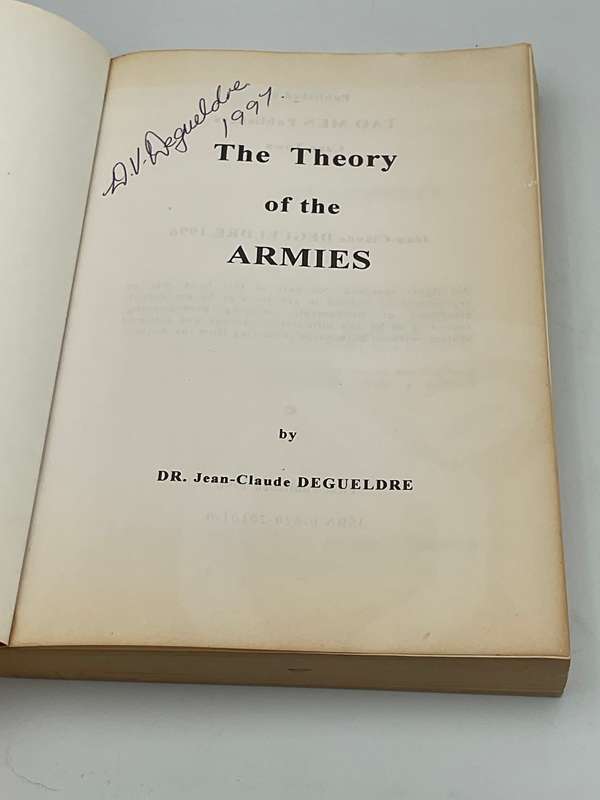 D.V. Degueldre
1997.
The Theory
of the
ARMIES
by
DR. Jean-Claude DEGUELDRE